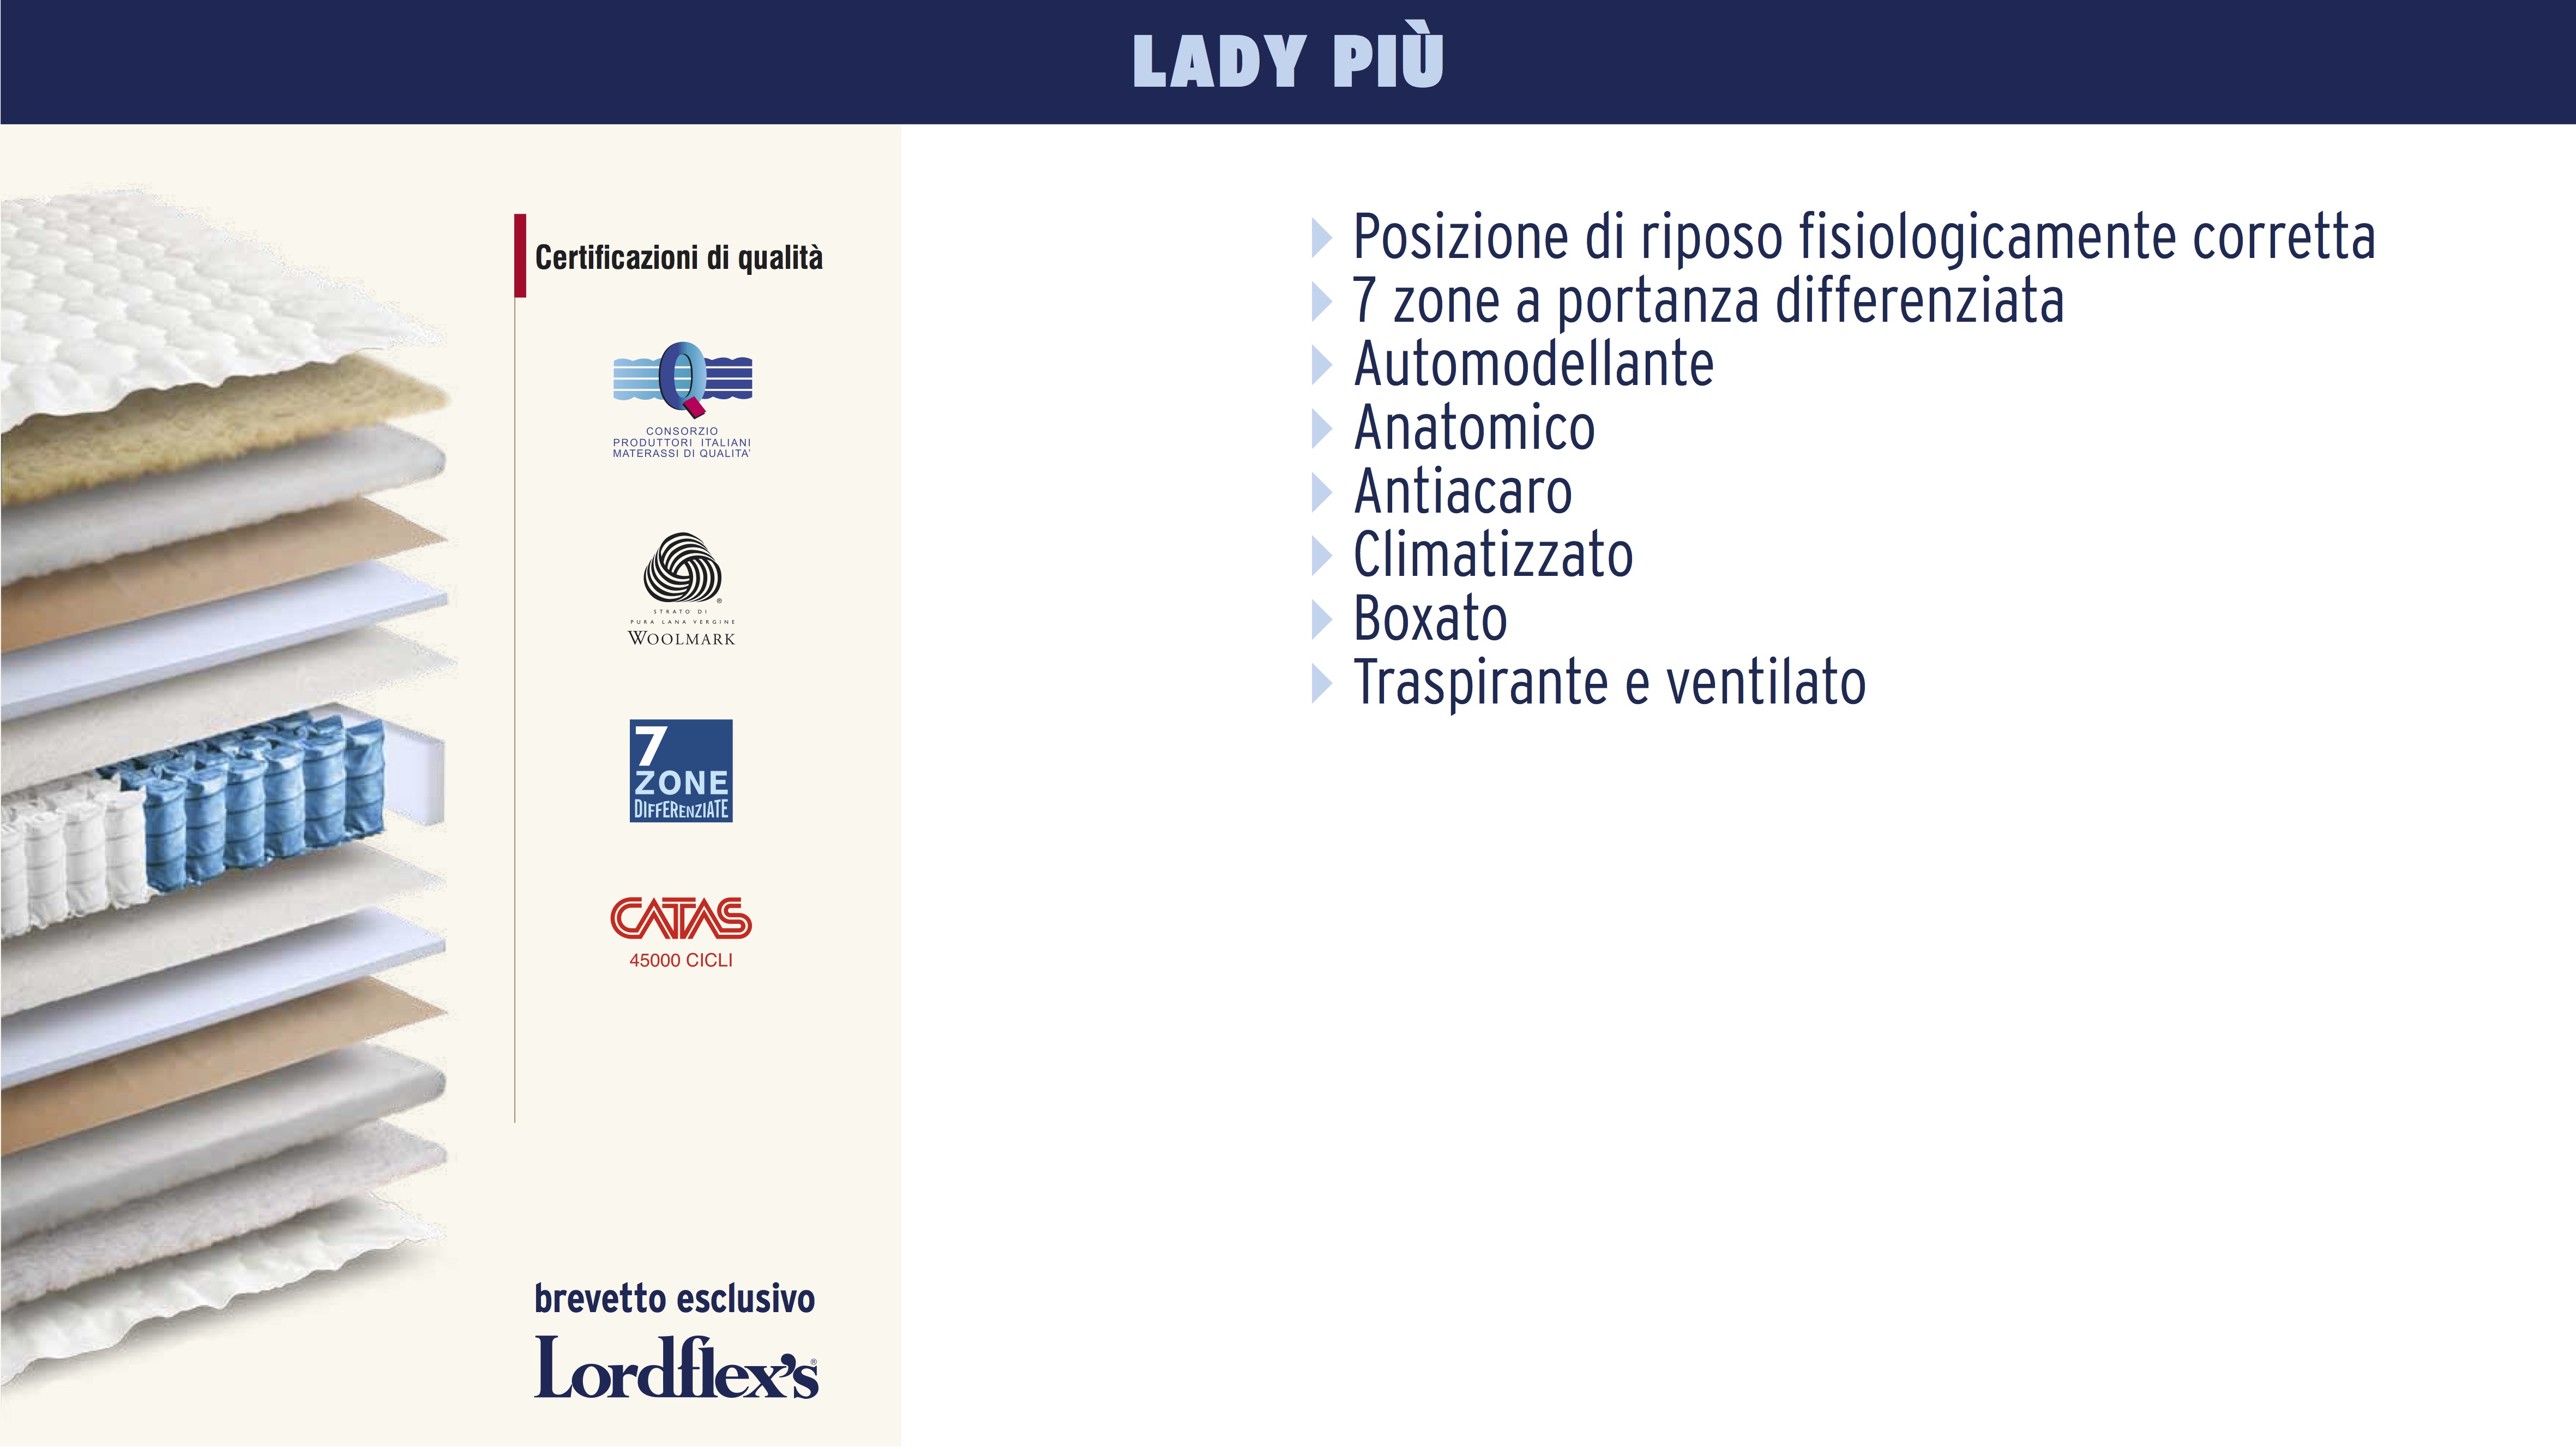 LADY PIÙ
Certificazioni di qualità
Q
CONSORZIO
PRODUTTORI ITALIANI
MATERASSI DI QUALITA'
®
STRATO DI
PURA LANA VERGINE
WOOLMARK
7
ZONE
DIFFERENZIATE
CATAS
45000 CICLI
brevetto esclusivo
Lordflex's®
Posizione di riposo fisiologicamente corretta
7 zone a portanza differenziata
Automodellante
Anatomico
Antiacaro
Climatizzato
Boxato
Traspirante e ventilato